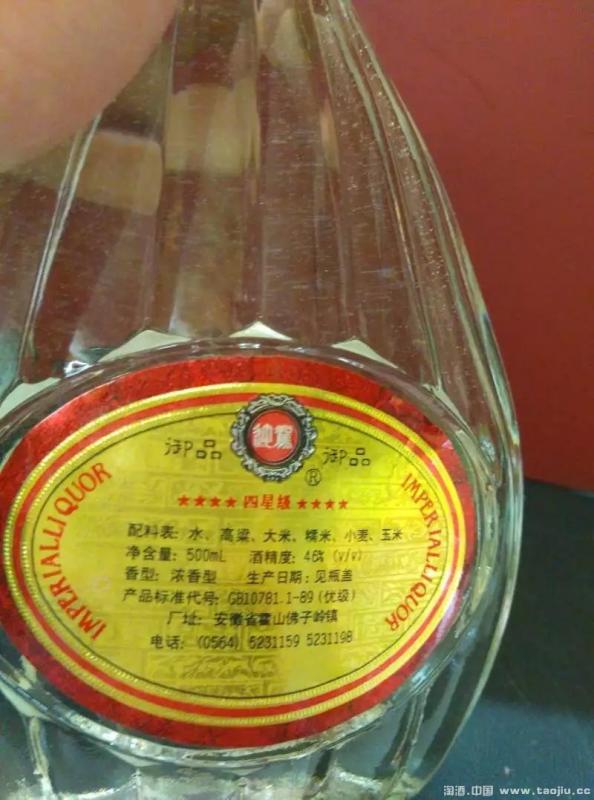 迎駕
御品 ® 御品
★★★★四星级★★★★
IMPERIALLIQUOR
IMPERIALLIQUOR
配料表: 水、高粱、大米、糯米、小麦、玉米
净含量: 500mL 酒精度: 46% (v/v)
香型: 浓香型 生产日期: 见瓶盖
产品标准代号: GB10781.1-89(优级)
厂址: 安徽省霍山佛子岭镇
电话: (0564) 5231159 5231198
淘酒.中国 www.taojiu.cc